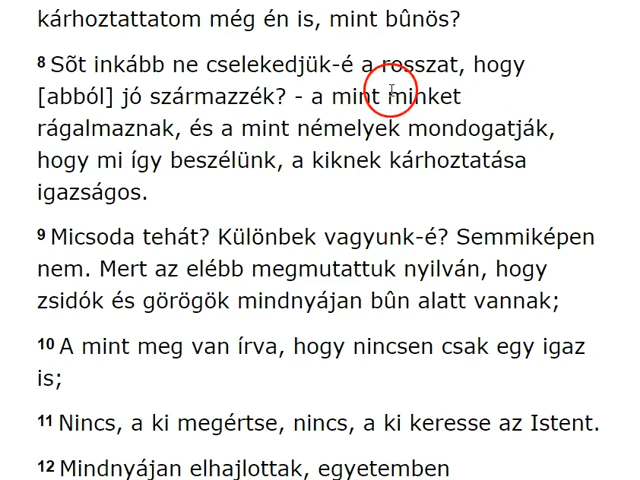 kárhoztattatom még én is, mint bûnös?
8 Sõt inkább ne cselekedjük-é a rosszat, hogy
[abból] jó származzék? - a mint minket
rágalmaznak, és a mint némelyek mondogatják,
hogy mi így beszélünk, a kiknek kárhoztatása
igazságos.
9 Micsoda tehát? Különbek vagyunk-é? Semmiképen
nem. Mert az elébb megmutattuk nyilván, hogy
zsidók és görögök mindnyájan bûn alatt vannak;
10 A mint meg van írva, hogy nincsen csak egy igaz
is;
11 Nincs, a ki megértse, nincs, a ki keresse az Istent.
12 Mindnyájan elhajlottak, egyetemben